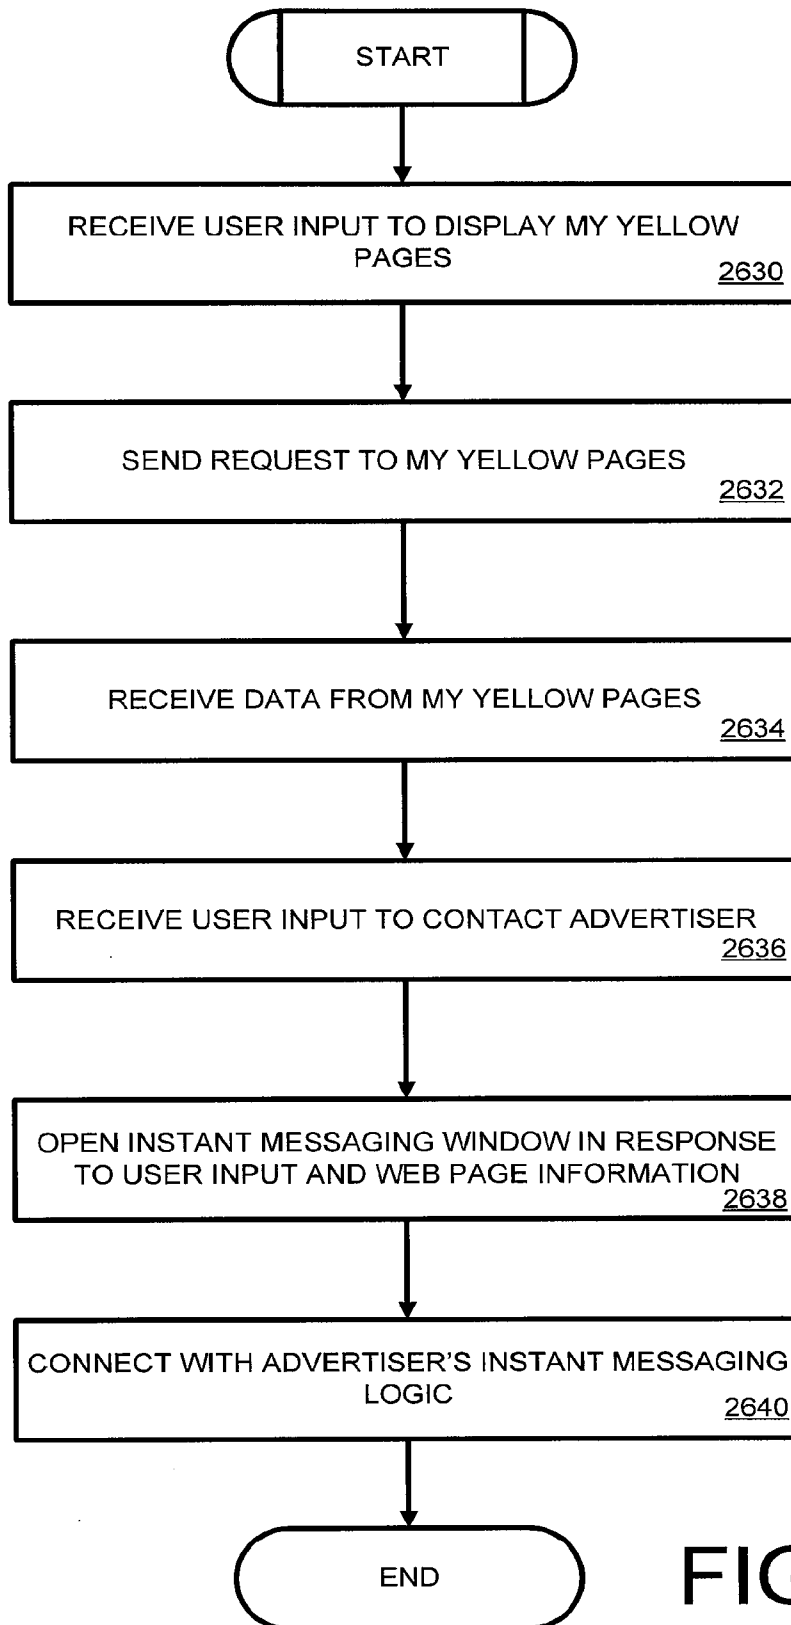 START
RECEIVE USER INPUT TO DISPLAY MY YELLOW
PAGES
2630
SEND REQUEST TO MY YELLOW PAGES
2632
RECEIVE DATA FROM MY YELLOW PAGES
2634
RECEIVE USER INPUT TO CONTACT ADVERTISER
2636
OPEN INSTANT MESSAGING WINDOW IN RESPONSE
TO USER INPUT AND WEB PAGE INFORMATION
2638
CONNECT WITH ADVERTISER'S INSTANT MESSAGING
LOGIC
2640
END
FIG